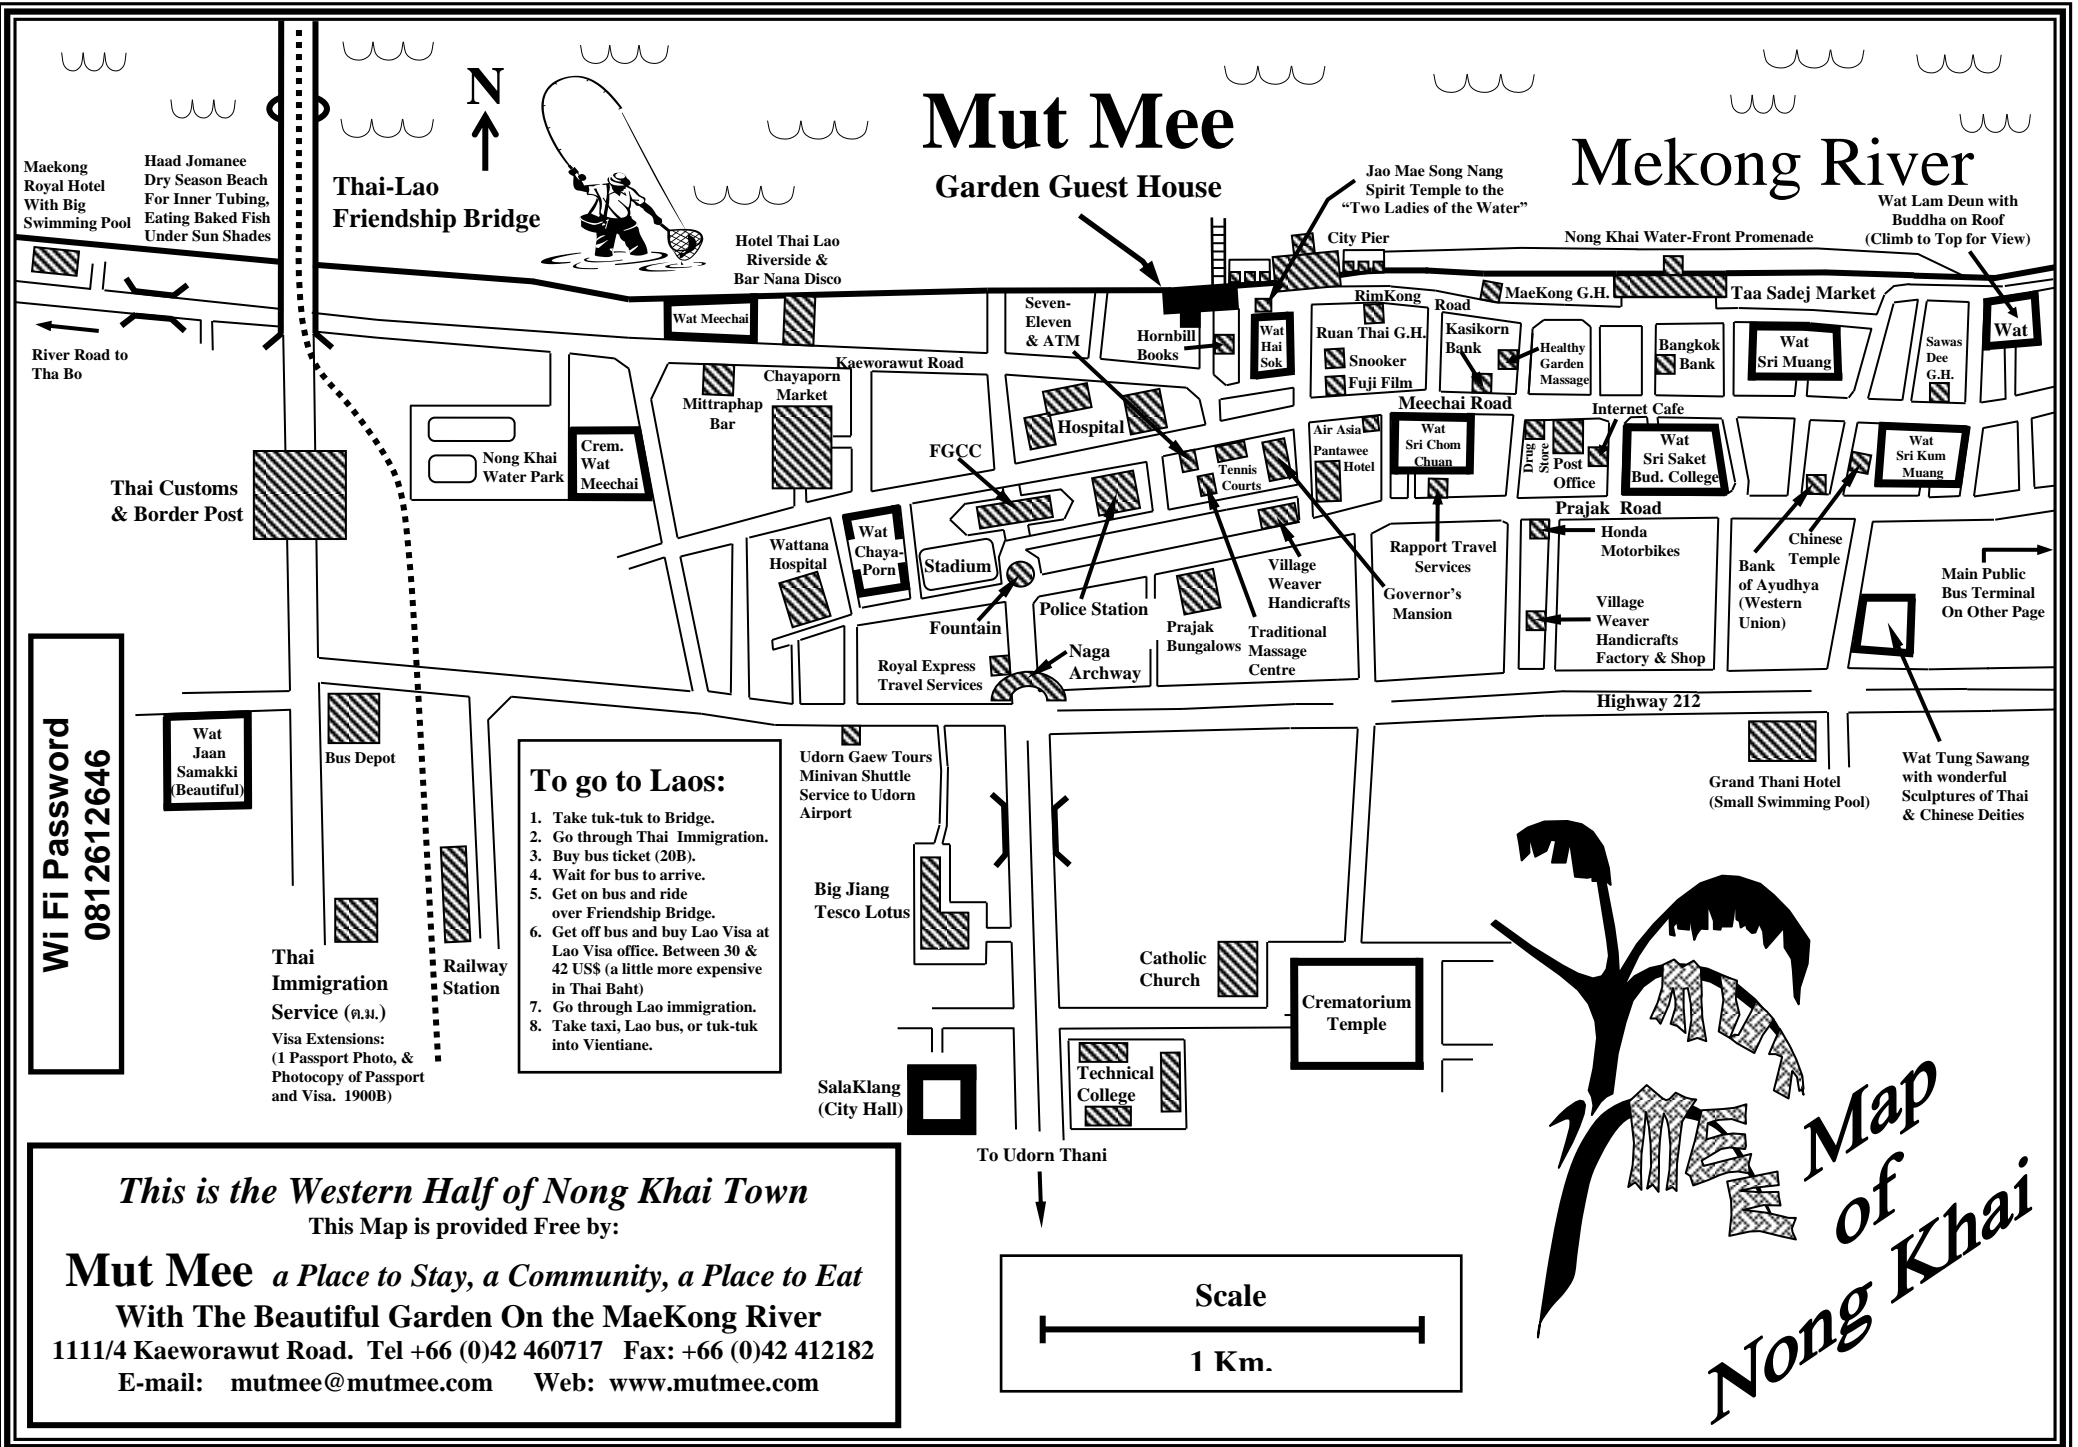 N
Mut Mee
Garden Guest House
Mekong River
Maekong
Royal Hotel
With Big
Swimming Pool
Haad Jomanee
Dry Season Beach
For Inner Tubing,
Eating Baked Fish
Under Sun Shades
Thai-Lao
Friendship Bridge
Hotel Thai Lao
Riverside &
Bar Nana Disco
Jao Mae Song Nang
Spirit Temple to the
“Two Ladies of the Water”
City Pier
Nong Khai Water-Front Promenade
Wat Lam Deun with
Buddha on Roof
(Climb to Top for View)
River Road to
Tha Bo
Wat Meechai
Kaeworawut Road
Seven-
Eleven
& ATM
Hornbill
Books
Wat
Hai
Sok
RimKong
Road
MaeKong G.H.
Taa Sadej Market
Ruan Thai G.H.
Snooker
Fuji Film
Kasikorn
Bank
Healthy
Garden
Massage
Bangkok
Bank
Wat
Sri Muang
Sawas
Dee
G.H.
Wat
Mittraphap
Bar
Chayaporn
Market
Hospital
Meechai Road
Internet Cafe
Nong Khai
Water Park
Crem.
Wat
Meechai
FGCC
Tennis
Courts
Air Asia
Pantawee
Hotel
Wat
Sri Chom
Chuan
Drug
Store
Post
Office
Wat
Sri Saket
Bud. College
Wat
Sri Kum
Muang
Thai Customs
& Border Post
Prajak Road
Wattana
Hospital
Wat
Chaya-
Porn
Stadium
Fountain
Police Station
Prajak
Bungalows
Village
Weaver
Handicrafts
Traditional
Massage
Centre
Governor’s
Mansion
Rapport Travel
Services
Honda
Motorbikes
Village
Weaver
Handicrafts
Factory & Shop
Bank
of Ayudhya
(Western
Union)
Chinese
Temple
Main Public
Bus Terminal
On Other Page
Royal Express
Travel Services
Naga
Archway
Highway 212
Wi Fi Password
0812612646
Wat
Jaan
Samakki
(Beautiful)
Bus Depot
Udorn Gaew Tours
Minivan Shuttle
Service to Udorn
Airport
Grand Thani Hotel
(Small Swimming Pool)
Wat Tung Sawang
with wonderful
Sculptures of Thai
& Chinese Deities
To go to Laos:
1. Take tuk-tuk to Bridge.
2. Go through Thai Immigration.
3. Buy bus ticket (20B).
4. Wait for bus to arrive.
5. Get on bus and ride
over Friendship Bridge.
6. Get off bus and buy Lao Visa at
Lao Visa office. Between 30 &
42 US$ (a little more expensive
in Thai Baht)
7. Go through Lao immigration.
8. Take taxi, Lao bus, or tuk-tuk
into Vientiane.
Big Jiang
Tesco Lotus
Catholic
Church
Crematorium
Temple
Thai
Immigration
Service (ต.ม.)
Visa Extensions:
(1 Passport Photo, &
Photocopy of Passport
and Visa. 1900B)
Railway
Station
SalaKlang
(City Hall)
Technical
College
To Udorn Thani
MUT
MEE
Map
of
Nong Khai
This is the Western Half of Nong Khai Town
This Map is provided Free by:
Mut Mee a Place to Stay, a Community, a Place to Eat
With The Beautiful Garden On the MaeKong River
1111/4 Kaeworawut Road. Tel +66 (0)42 460717 Fax: +66 (0)42 412182
E-mail: mutmee@mutmee.com Web: www.mutmee.com
Scale
1 Km.